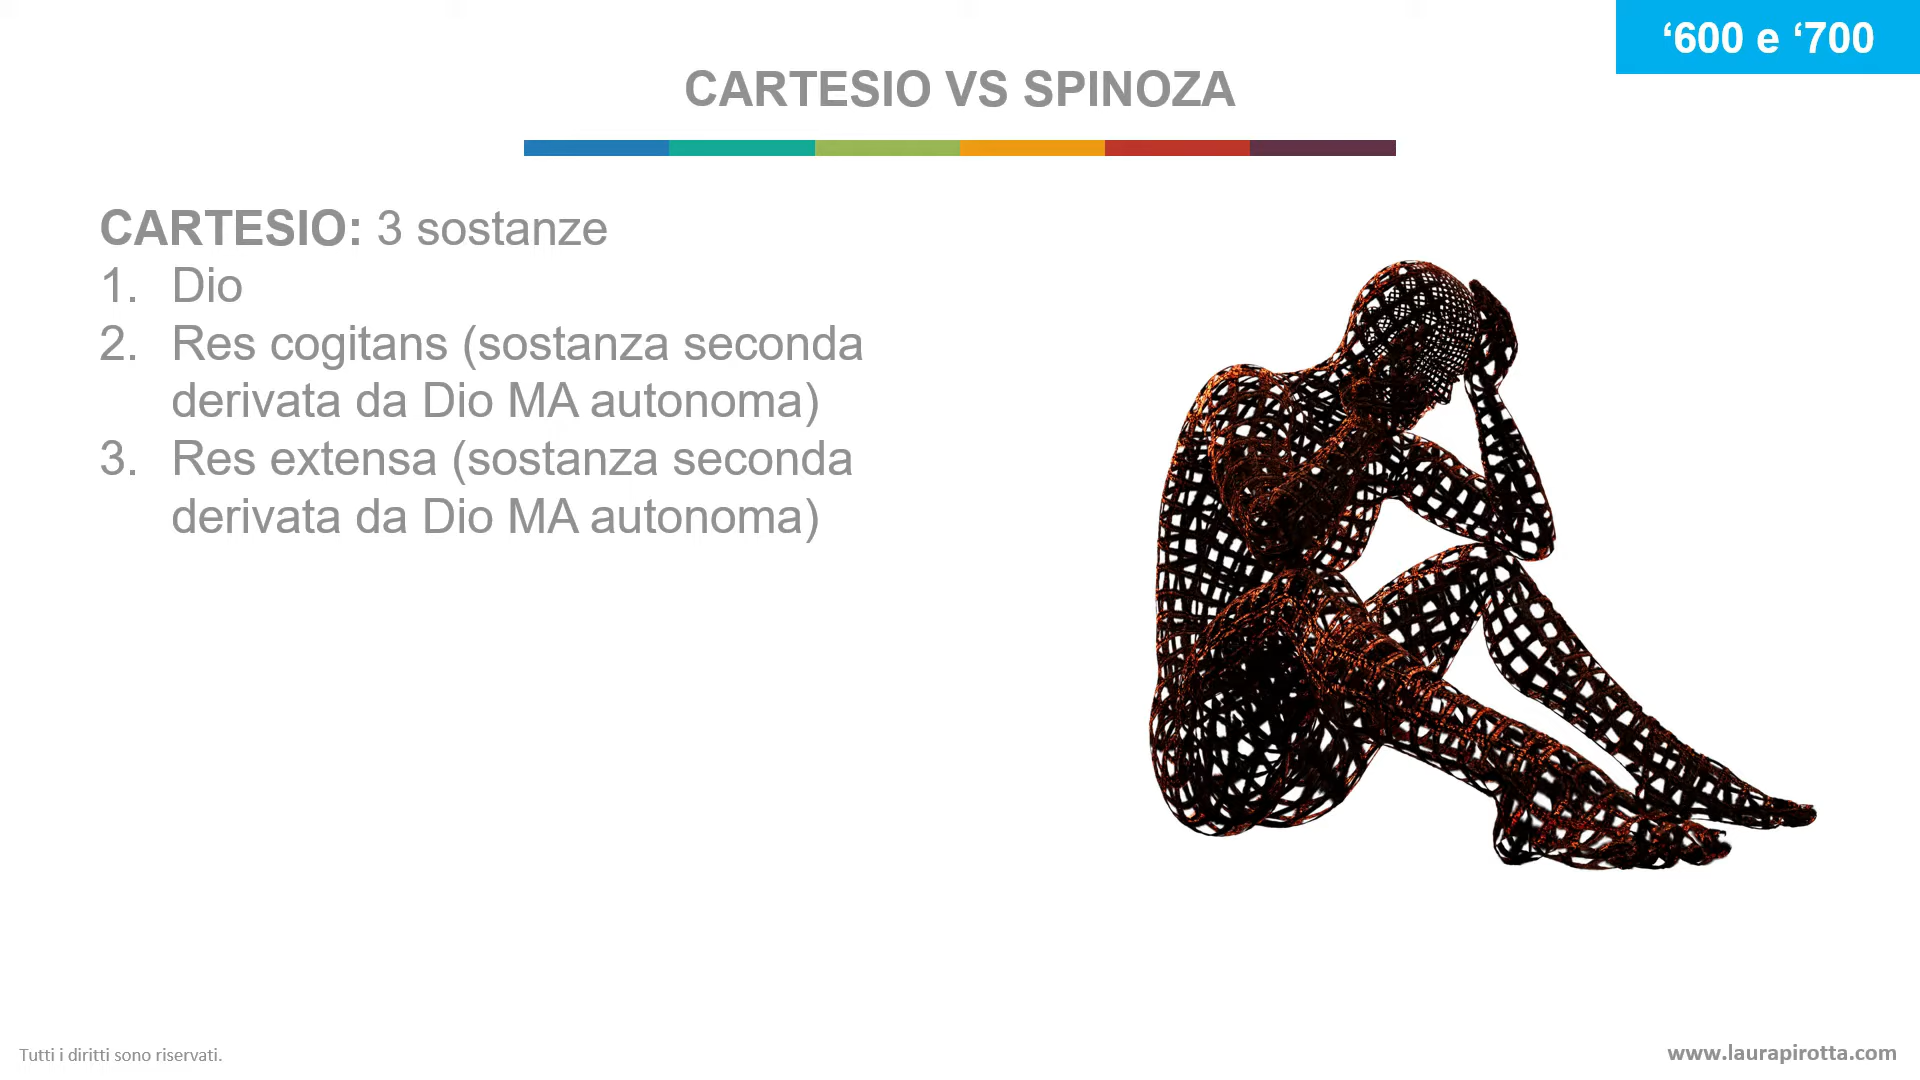 ‘600 e ‘700
CARTESIO VS SPINOZA
CARTESIO: 3 sostanze
1. Dio
2. Res cogitans (sostanza seconda
derivata da Dio MA autonoma)
3. Res extensa (sostanza seconda
derivata da Dio MA autonoma)
Tutti i diritti sono riservati.
www.laurapirotta.com